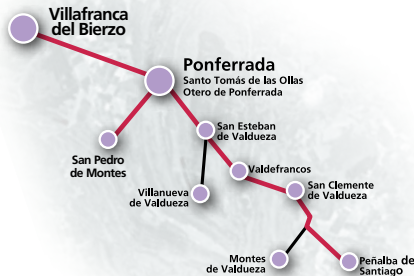 Villafranca
del Bierzo
Ponferrada
Santo Tomás de las Ollas
Otero de Ponferrada
San Esteban
de Valdueza
San Pedro
de Montes
Valdefrancos
Villanueva
de Valdueza
San Clemente
de Valdueza
Montes
de Valdueza
Peñalba de
Santiago